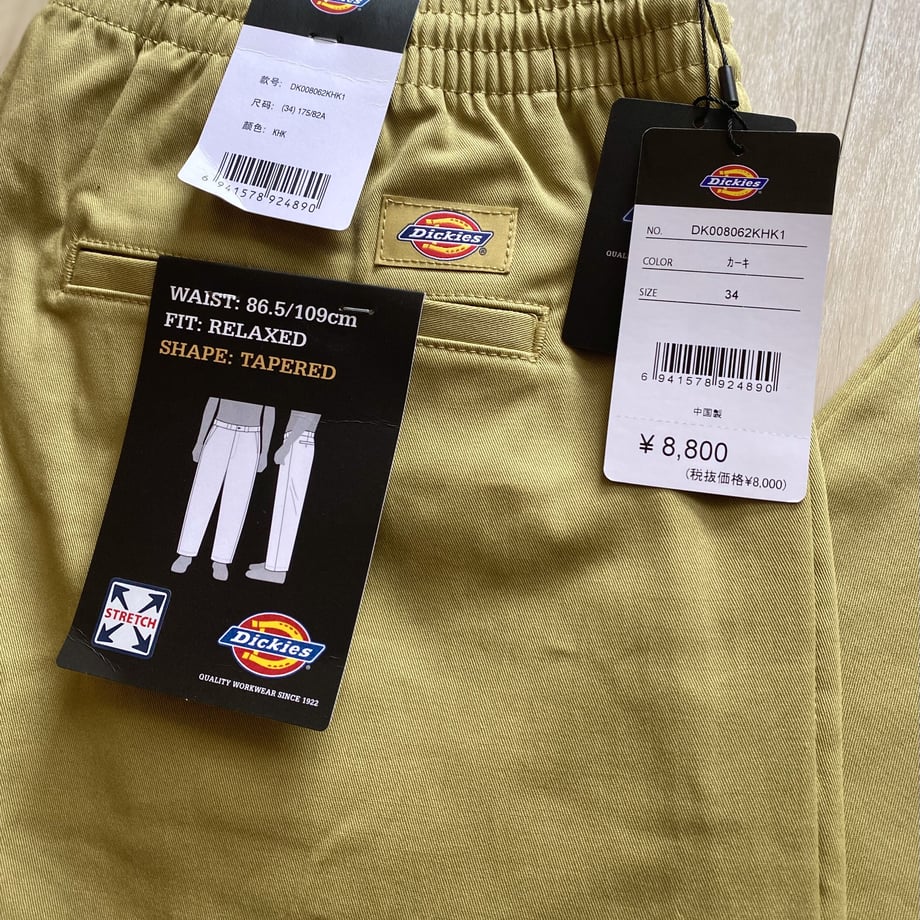 Dickies
款号: DK008062KHK1
尺码: (34) 175/82A
颜色: KHK
6 941578 924890
Dickies
WAIST: 86.5/109cm
FIT: RELAXED
SHAPE: TAPERED
STRETCH
Dickies
QUALITY WORKWEAR SINCE 1922
QUAL
Dickies
NO. DK008062KHK1
COLOR カーキ
SIZE 34
6 941578 924890
中国製
¥8,800
(税抜価格¥8,000)